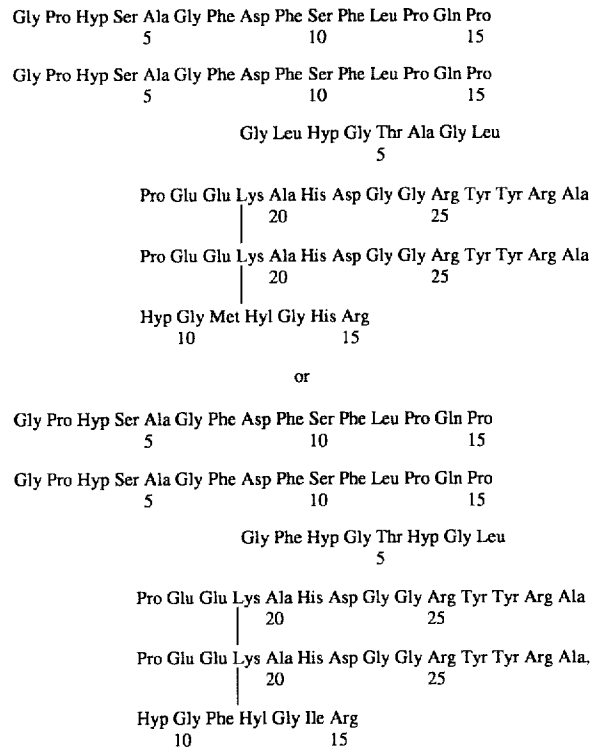 Gly Pro Hyp Ser Ala Gly Phe Asp Phe Ser Phe Leu Pro Gln Pro
5 10 15
Gly Pro Hyp Ser Ala Gly Phe Asp Phe Ser Phe Leu Pro Gln Pro
5 10 15
Gly Leu Hyp Gly Thr Ala Gly Leu
5
Pro Glu Glu Lys Ala His Asp Gly Gly Arg Tyr Tyr Arg Ala
20 25
Pro Glu Glu Lys Ala His Asp Gly Gly Arg Tyr Tyr Arg Ala
20 25
Hyp Gly Met Hyl Gly His Arg
10 15
or
Gly Pro Hyp Ser Ala Gly Phe Asp Phe Ser Phe Leu Pro Gln Pro
5 10 15
Gly Pro Hyp Ser Ala Gly Phe Asp Phe Ser Phe Leu Pro Gln Pro
5 10 15
Gly Phe Hyp Gly Thr Hyp Gly Leu
5
Pro Glu Glu Lys Ala His Asp Gly Gly Arg Tyr Tyr Arg Ala
20 25
Pro Glu Glu Lys Ala His Asp Gly Gly Arg Tyr Tyr Arg Ala,
20 25
Hyp Gly Phe Hyl Gly Ile Arg
10 15